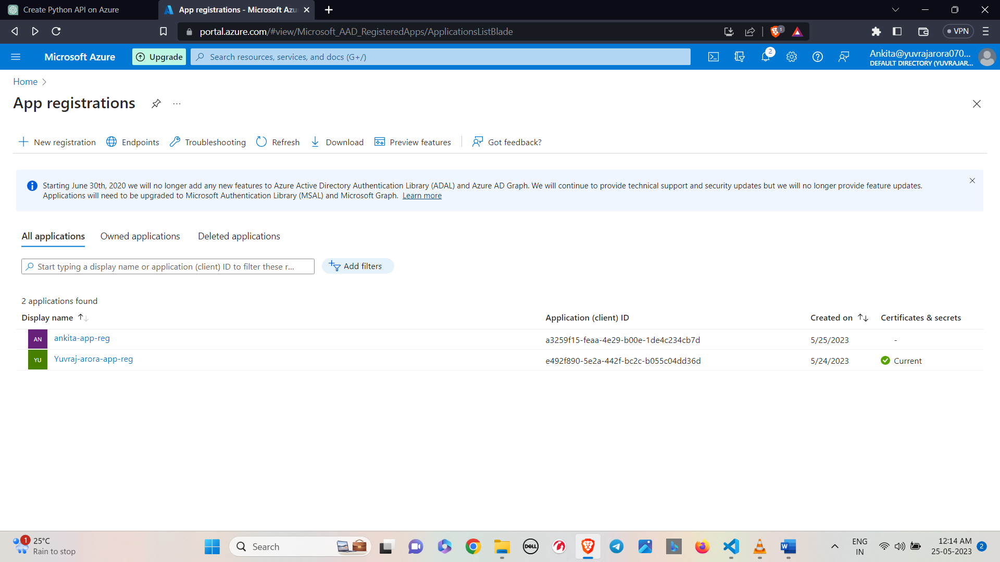 Create Python API on Azure
App registrations - Microsoft Azu
portal.azure.com/#view/Microsoft_AAD_RegisteredApps/ApplicationsListBlade
1
VPN
Microsoft Azure
Upgrade
Search resources, services, and docs (G+/)
2
Ankita@yuvrajarora070...
DEFAULT DIRECTORY (YUVRAJAR...
Home
App registrations
...
New registration
Endpoints
Troubleshooting
Refresh
Download
Preview features
Got feedback?
Starting June 30th, 2020 we will no longer add any new features to Azure Active Directory Authentication Library (ADAL) and Azure AD Graph. We will continue to provide technical support and security updates but we will no longer provide feature updates.
Applications will need to be upgraded to Microsoft Authentication Library (MSAL) and Microsoft Graph. Learn more
All applications
Owned applications
Deleted applications
Start typing a display name or application (client) ID to filter these r...
Add filters
2 applications found
Display name
Application (client) ID
Created on
Certificates & secrets
AN
ankita-app-reg
a3259f15-feaa-4e29-b00e-1de4c234cb7d
5/25/2023
-
YU
Yuvraj-arora-app-reg
e492f890-5e2a-442f-bc2c-b055c04dd36d
5/24/2023
Current
1
25°C
Rain to stop
Search
DELL
ENG
IN
12:14 AM
25-05-2023
2